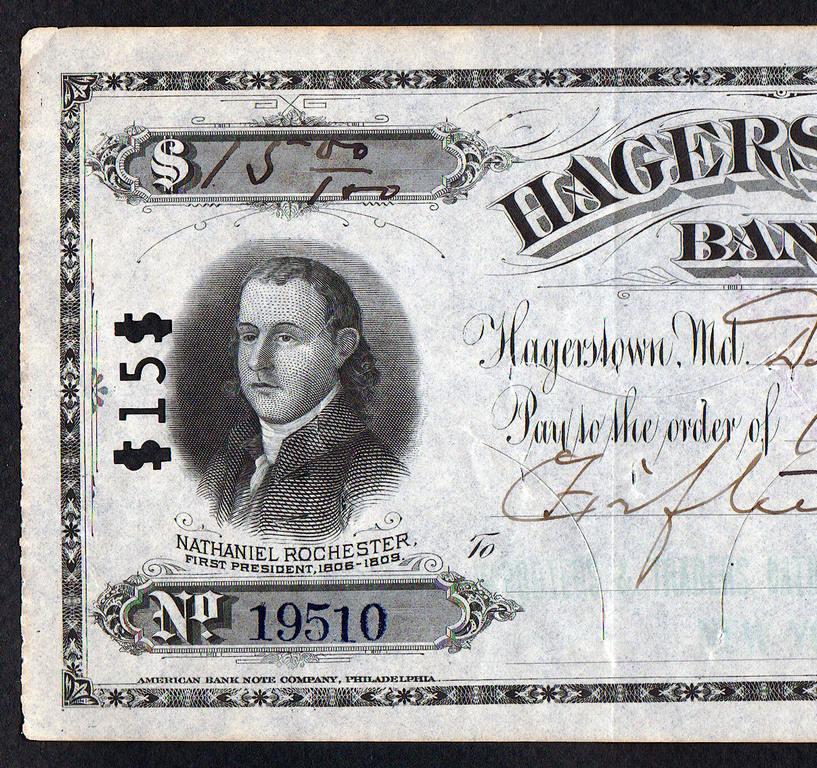 $ 15 00/100
HAGERS
BAN
$15$
Hagerstown, Md.
Pay to the order of
Fifte
NATHANIEL ROCHESTER,
FIRST PRESIDENT, 1806-1809.
To
No 19510
AMERICAN BANK NOTE COMPANY, PHILADELPHIA.